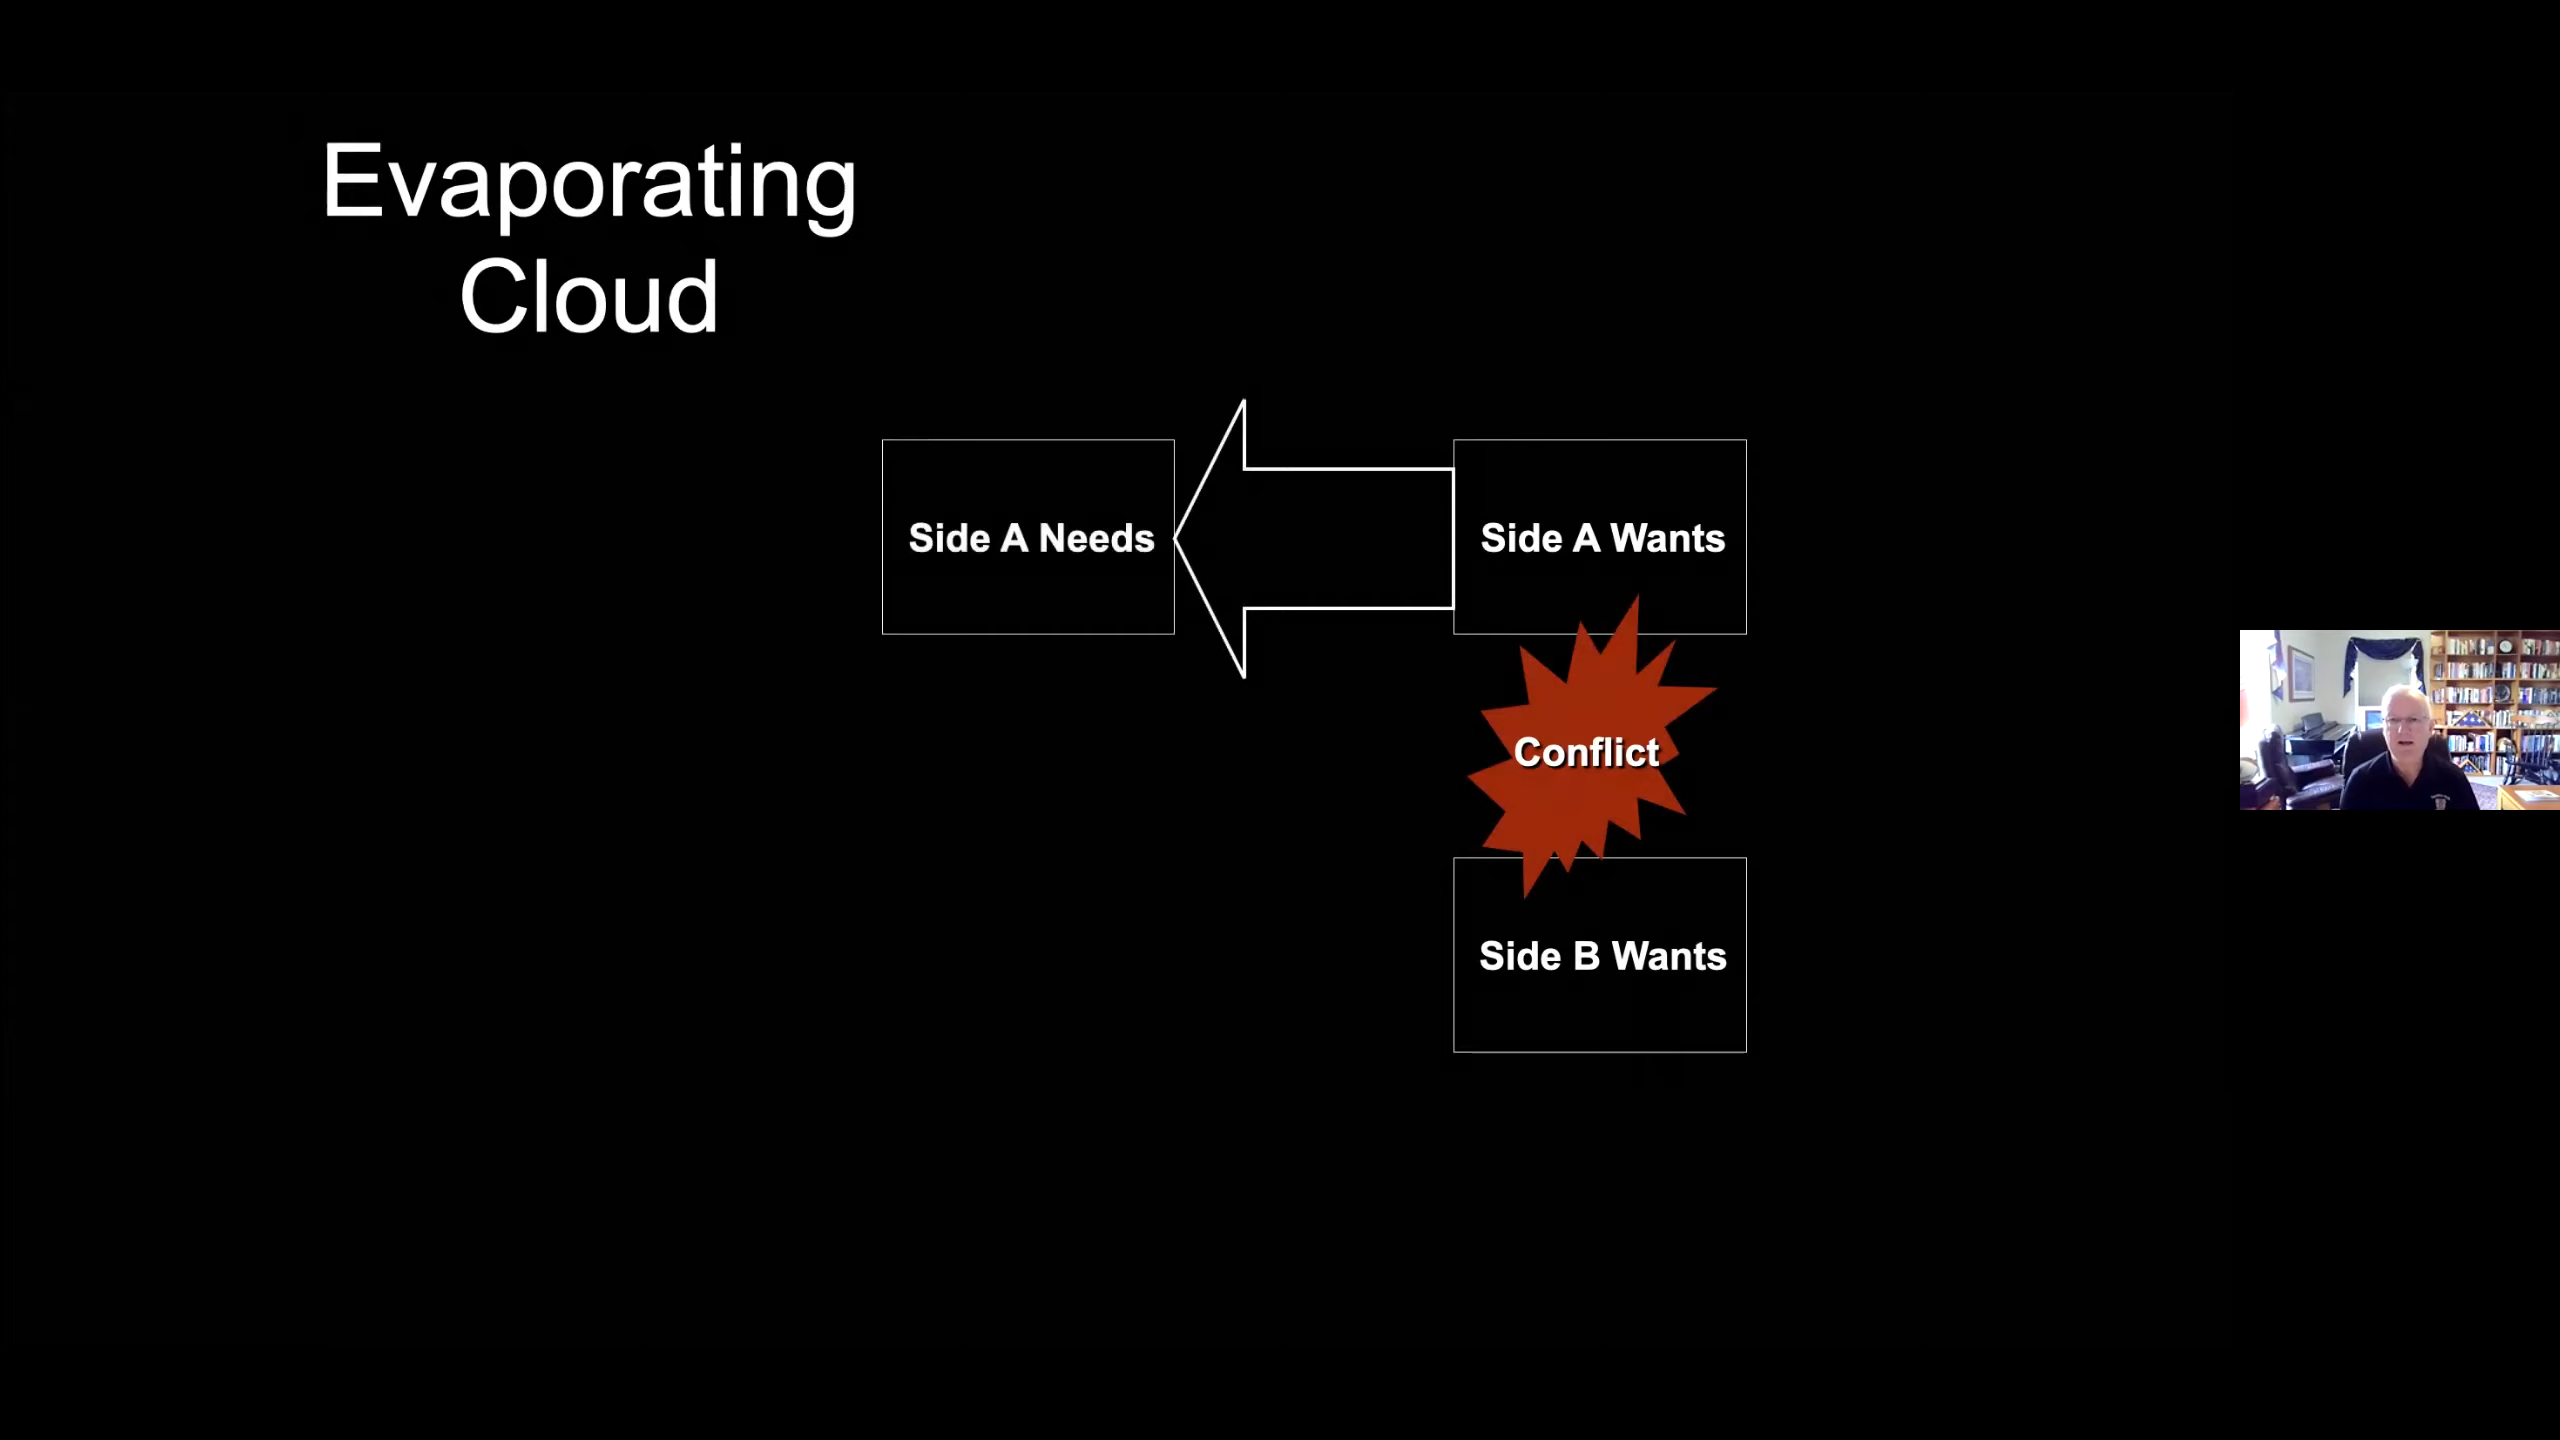 Evaporating
Cloud
Side A Needs
Side A Wants
Conflict
Side B Wants